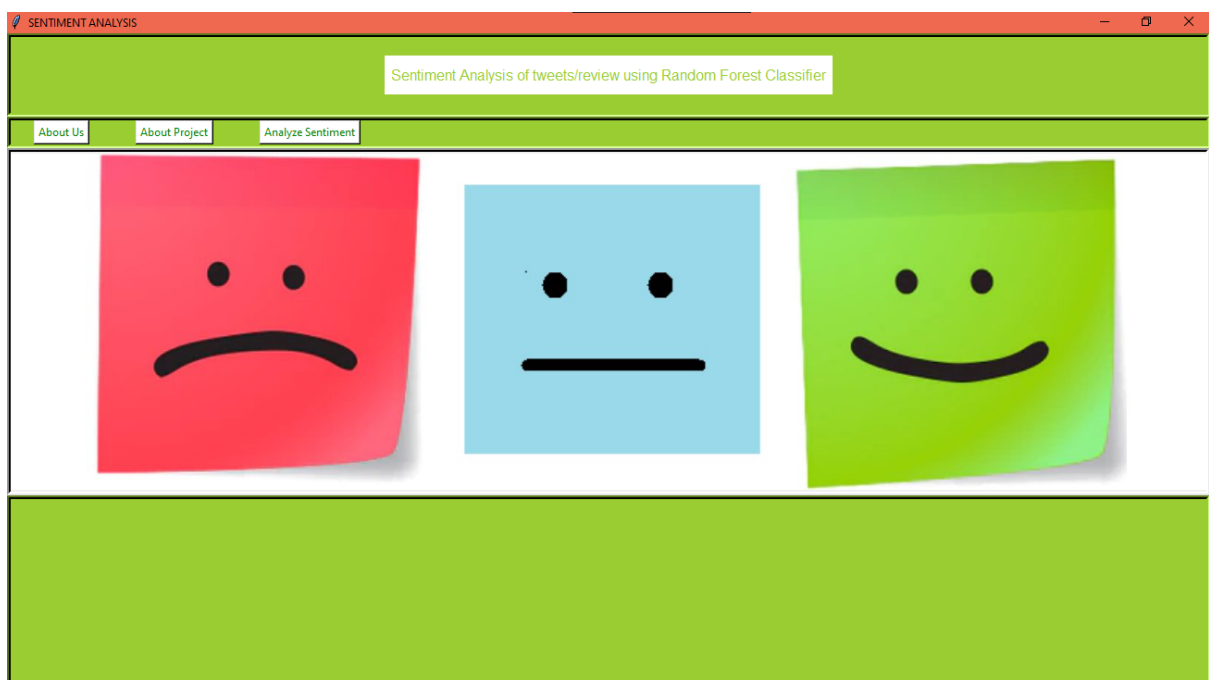 SENTIMENT ANALYSIS
Sentiment Analysis of tweets/review using Random Forest Classifier
About Us About Project Analyze Sentiment